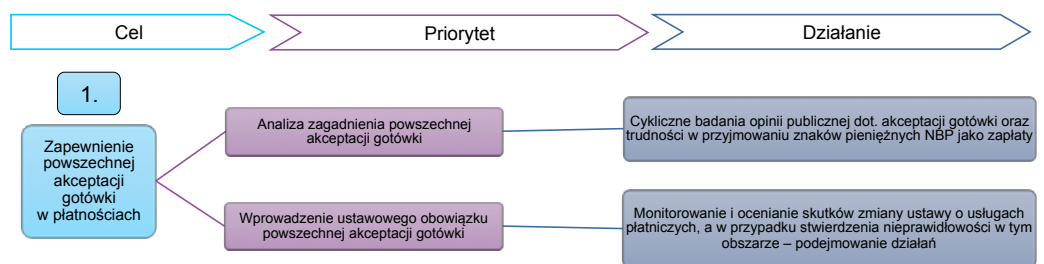 Cel
Priorytet
Działanie
1.
Zapewnienie
powszechnej
akceptacji
gotówki
w płatnościach
Analiza zagadnienia powszechnej
akceptacji gotówki
Cykliczne badania opinii publicznej dot. akceptacji gotówki oraz
trudności w przyjmowaniu znaków pieniężnych NBP jako zapłaty
Wprowadzenie ustawowego obowiązku
powszechnej akceptacji gotówki
Monitorowanie i ocenianie skutków zmiany ustawy o usługach
płatniczych, a w przypadku stwierdzenia nieprawidłowości w tym
obszarze – podejmowanie działań